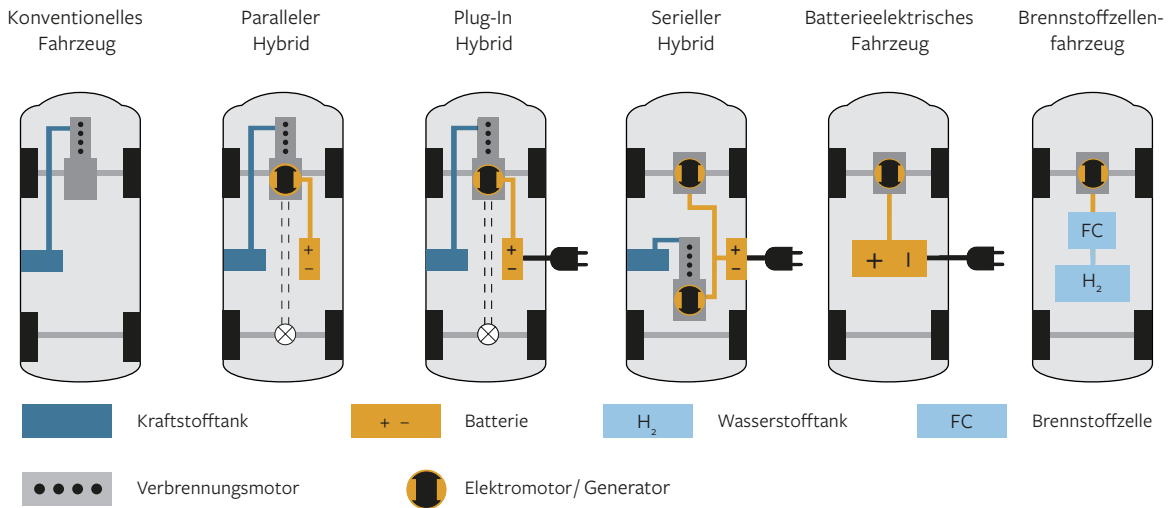 Konventionelles
Fahrzeug
Paralleler
Hybrid
Plug-In
Hybrid
Serieller
Hybrid
Batterieelektrisches
Fahrzeug
Brennstoffzellen-
fahrzeug
+
-
+
-
+
-
+ -
FC
H₂
Kraftstofftank
+ -
Batterie
H₂
Wasserstofftank
FC
Brennstoffzelle
Verbrennungsmotor
Elektromotor/ Generator